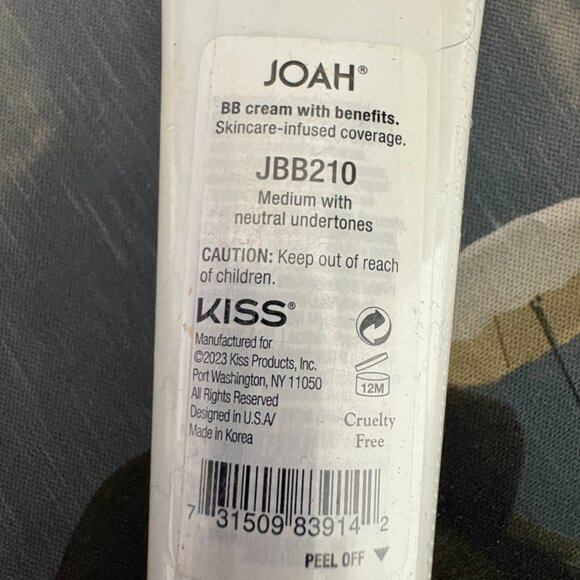 JOAH®
BB cream with benefits.
Skincare-infused coverage.
JBB210
Medium with
neutral undertones
CAUTION: Keep out of reach
of children.
KISS®
Manufactured for
©2023 Kiss Products, Inc.
Port Washington, NY 11050
All Rights Reserved
Designed in U.S.A/
Made in Korea
12M
Cruelty
Free
7 31509 83914 2
PEEL OFF